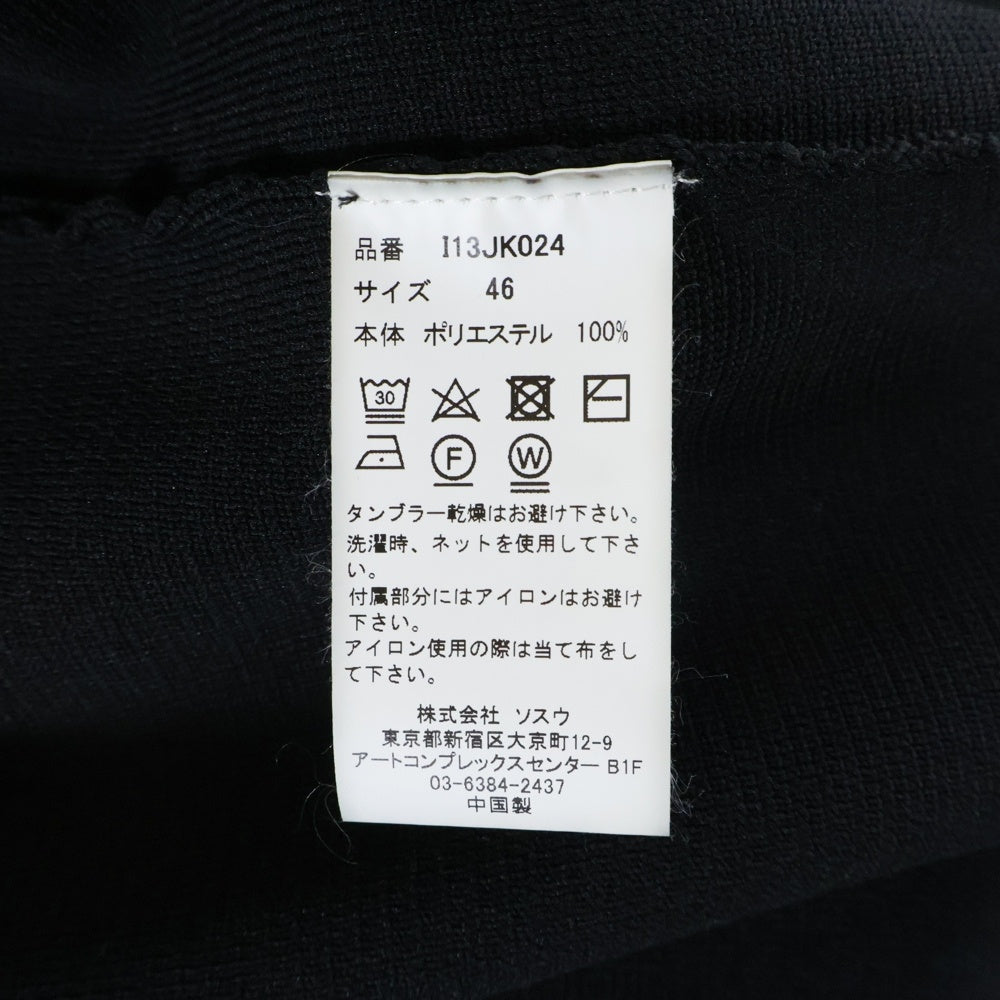 品番 I13JK024
サイズ 46
本体 ポリエステル 100%
30
F W
タンブラー乾燥はお避け下さい。
洗濯時、ネットを使用して下さ
い。
付属部分にはアイロンはお避け
下さい。
アイロン使用の際は当て布をし
て下さい。
株式会社 ソスウ
東京都新宿区大京町12-9
アートコンプレックスセンター B1F
03-6384-2437
中国製